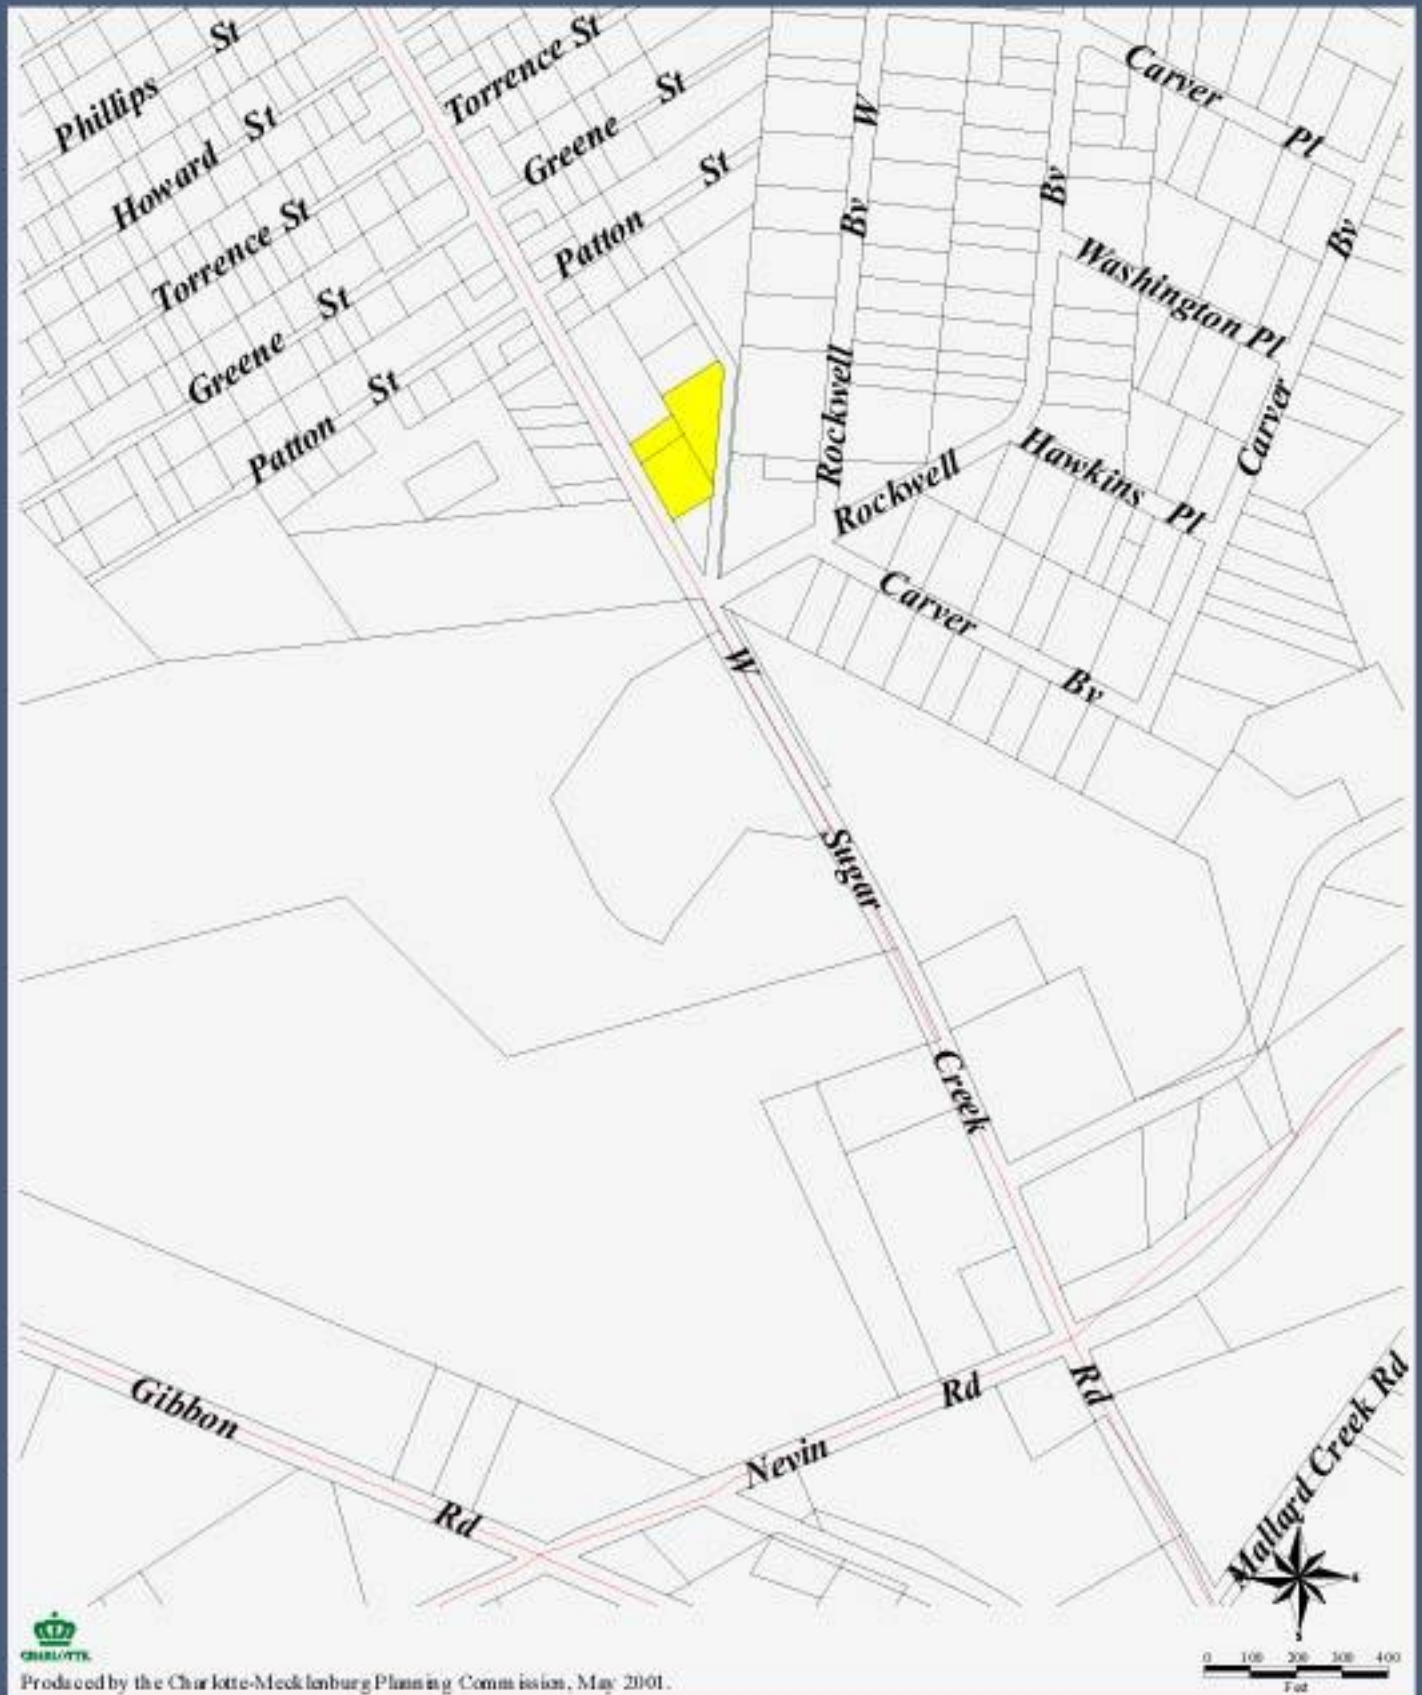 Phillips St
Howard St
Torrence St
Greene St
Patton St
Torrence St
Greene St
Patton St
Rockwell Bv W
Rockwell Bv
Carver Pl
Washington Pl
Hawkins Pl
Carver Bv
Carver Bv
W Sugar Creek Rd
Gibbon Rd
Nevin Rd
Mallard Creek Rd
S
CHARLOTTE
0 100 200 300 400
Feet
Produced by the Charlotte-Mecklenburg Planning Commission, May 2001.